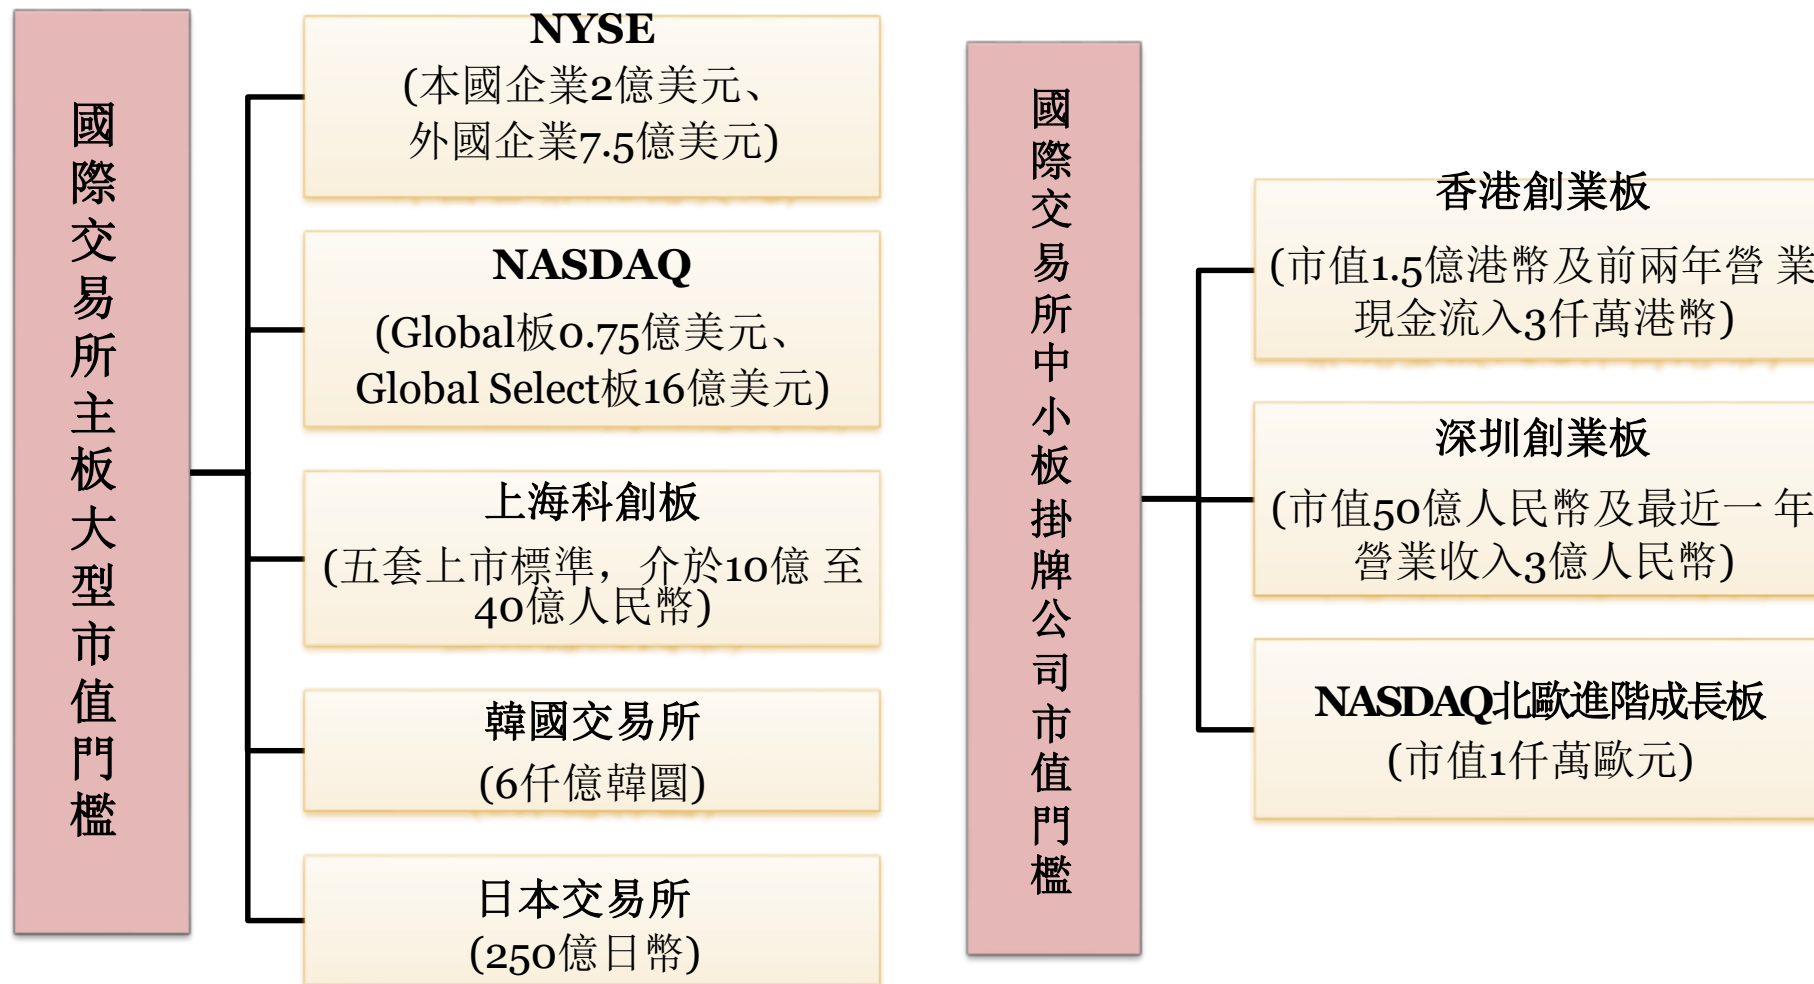 國際交易所主板大型市值門檻
NYSE
(本國企業2億美元、
外國企業7.5億美元)
NASDAQ
(Global板0.75億美元、
Global Select板16億美元)
上海科創板
(五套上市標準，介於10億 至
40億人民幣)
韓國交易所
(6仟億韓圜)
日本交易所
(250億日幣)
國際交易所中小板掛牌公司市值門檻
香港創業板
(市值1.5億港幣及前兩年營 業
現金流入3仟萬港幣)
深圳創業板
(市值50億人民幣及最近一 年
營業收入3億人民幣)
NASDAQ北歐進階成長板
(市值1仟萬歐元)